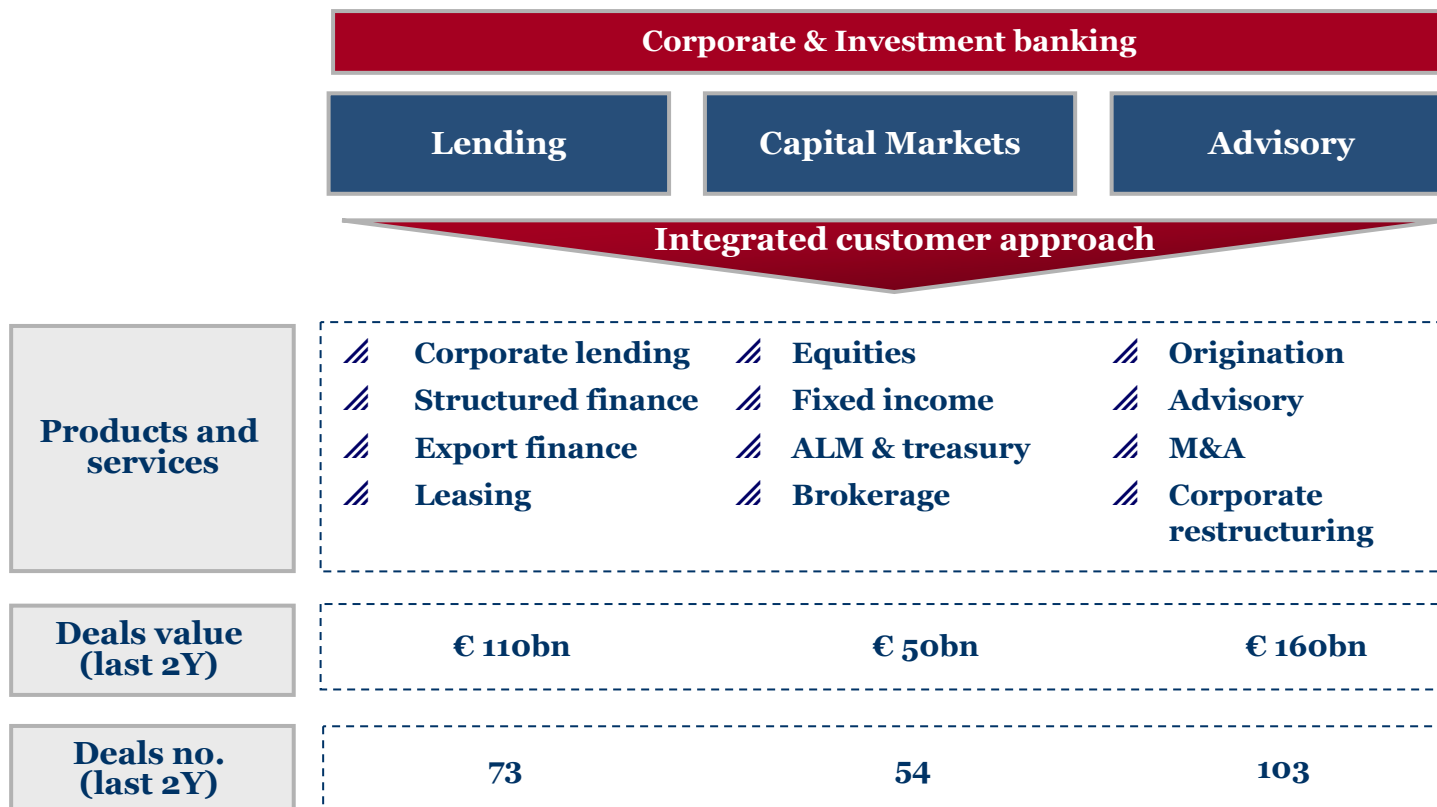 Corporate & Investment banking
Lending
Capital Markets
Advisory
Integrated customer approach
Products and
services
Corporate lending
Structured finance
Export finance
Leasing
Equities
Fixed income
ALM & treasury
Brokerage
Origination
Advisory
M&A
Corporate
restructuring
Deals value
(last 2Y)
€ 110bn
€ 50bn
€ 160bn
Deals no.
(last 2Y)
73
54
103